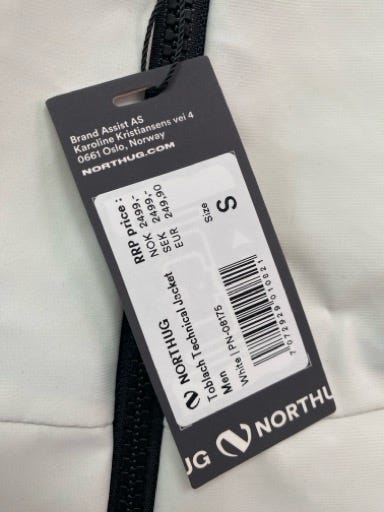 Brand Assist AS
Karoline Kristiansens vei 4
0661 Oslo, Norway
NORTHUG.COM
RRP price :
NOK 2499,-
SEK 2499,-
EUR 249,90
Size
S
NORTHUG
Toblach Technical Jacket
Men
White | PN-08175
UG NORTHU